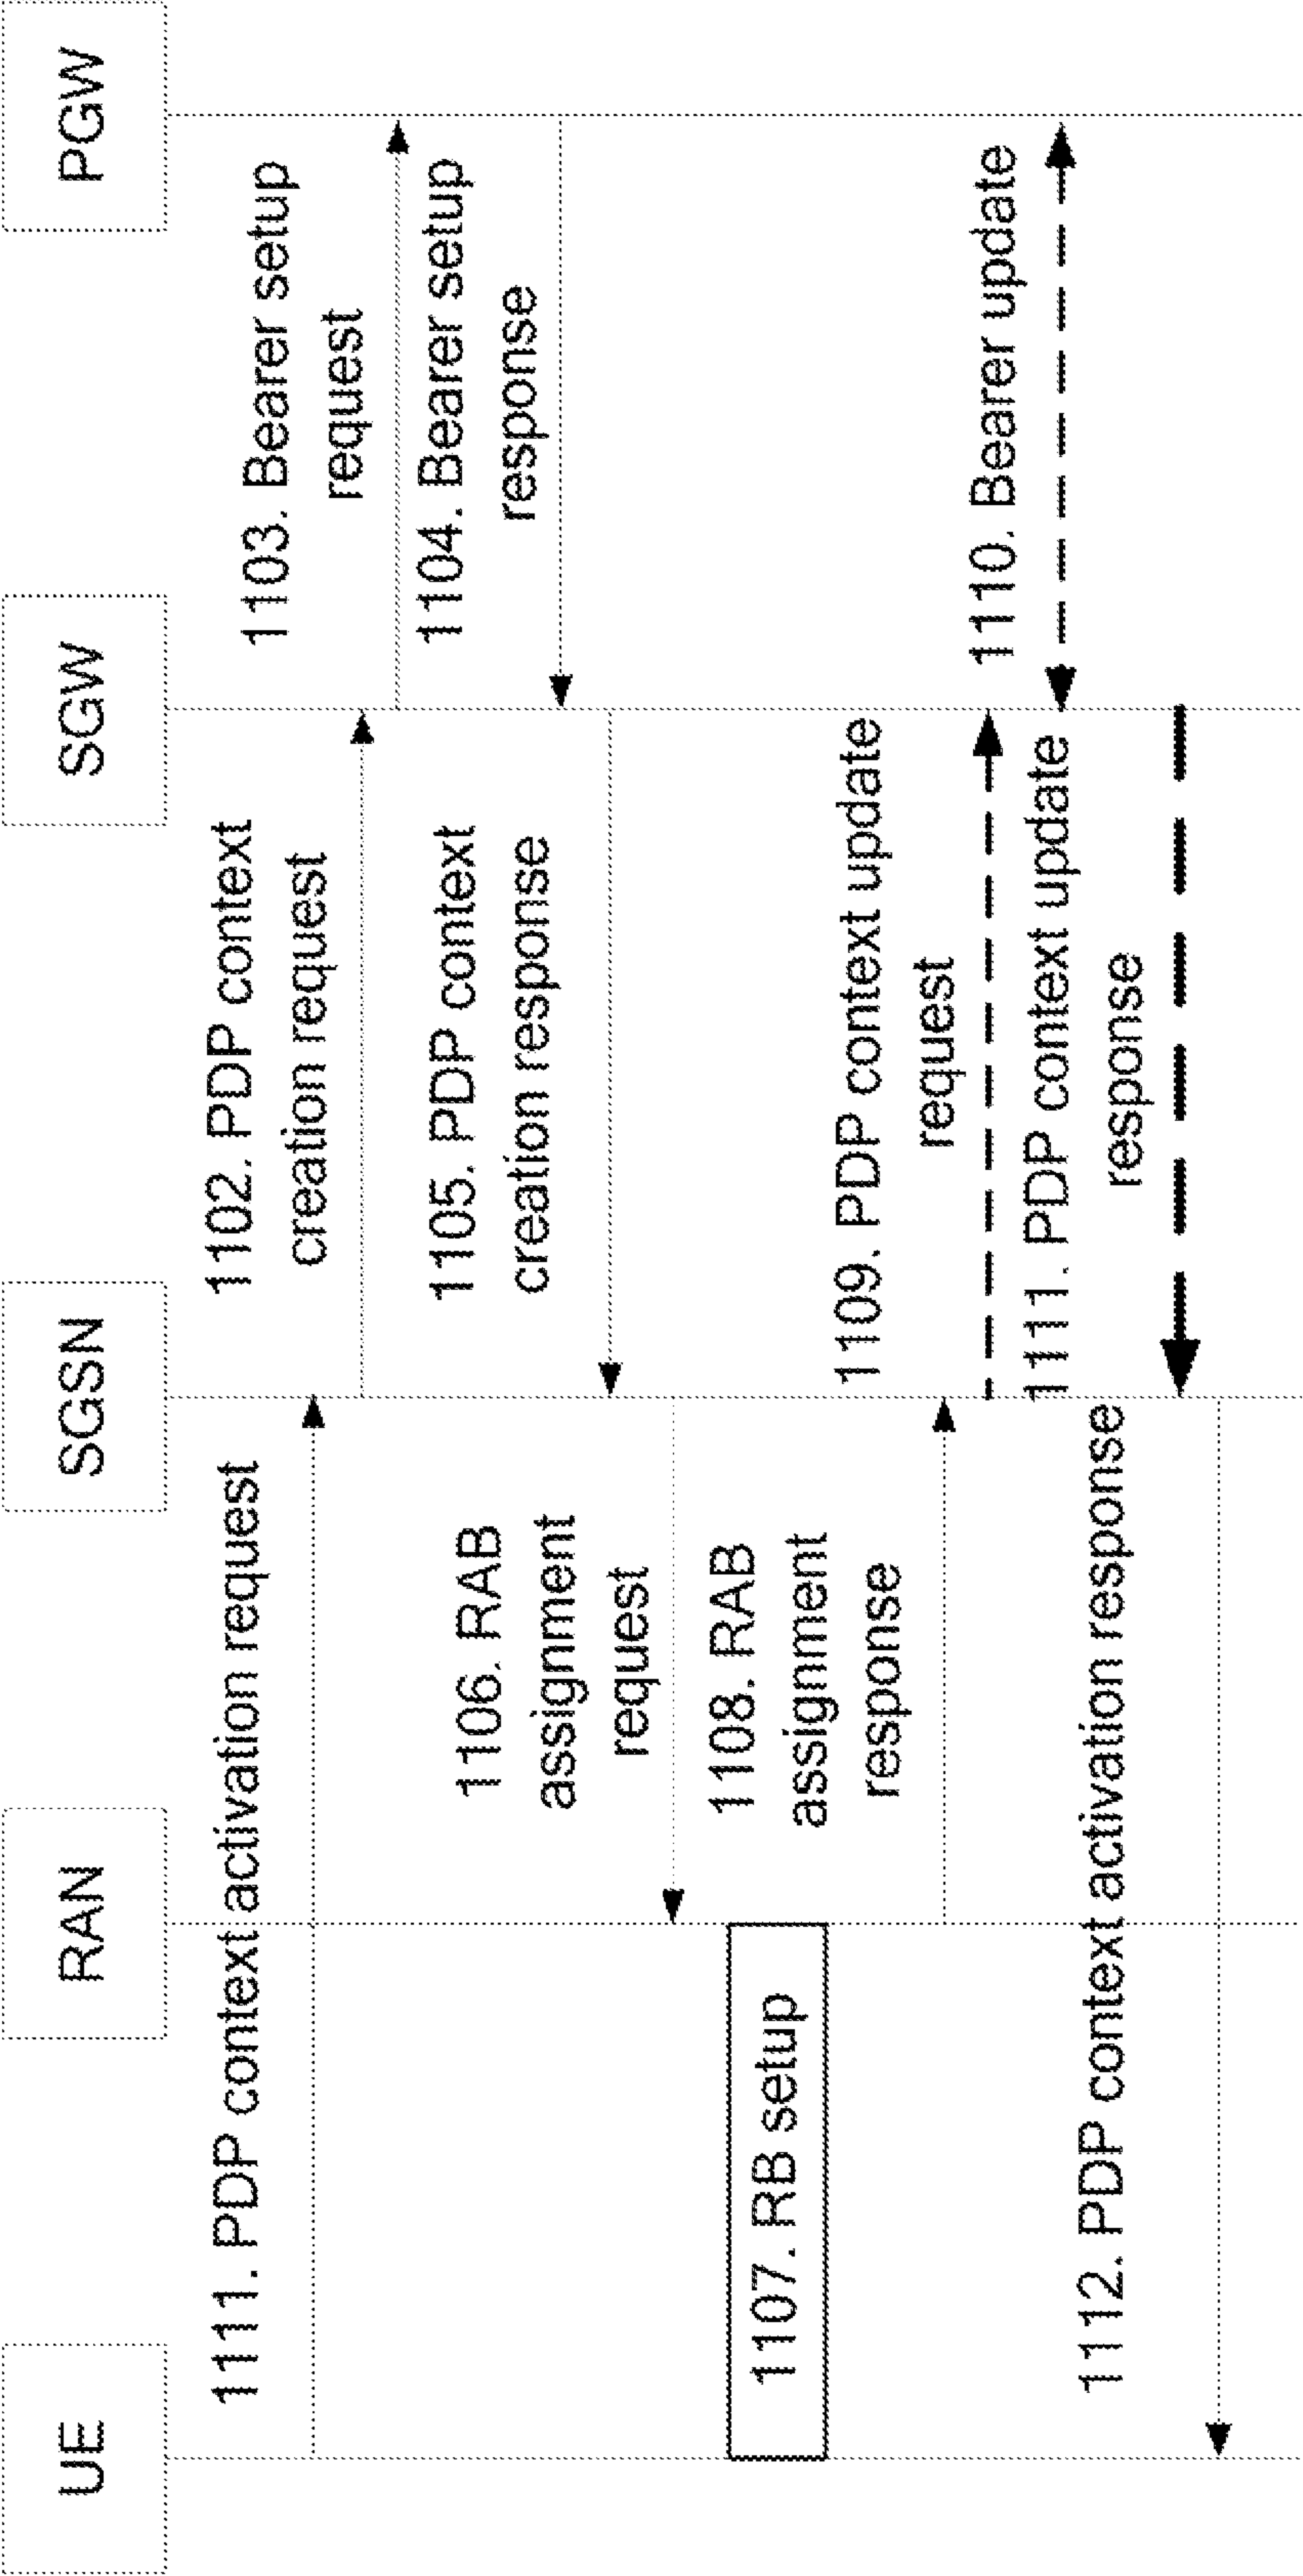 UE
RAN
SGSN
SGW
PGW
1111. PDP context activation request
1102. PDP context
creation request
1103. Bearer setup
request
1104. Bearer setup
response
1105. PDP context
creation response
1106. RAB
assignment
request
1107. RB setup
1108. RAB
assignment
response
1109. PDP context update
request
1110. Bearer update
1111. PDP context update
response
1112. PDP context activation response